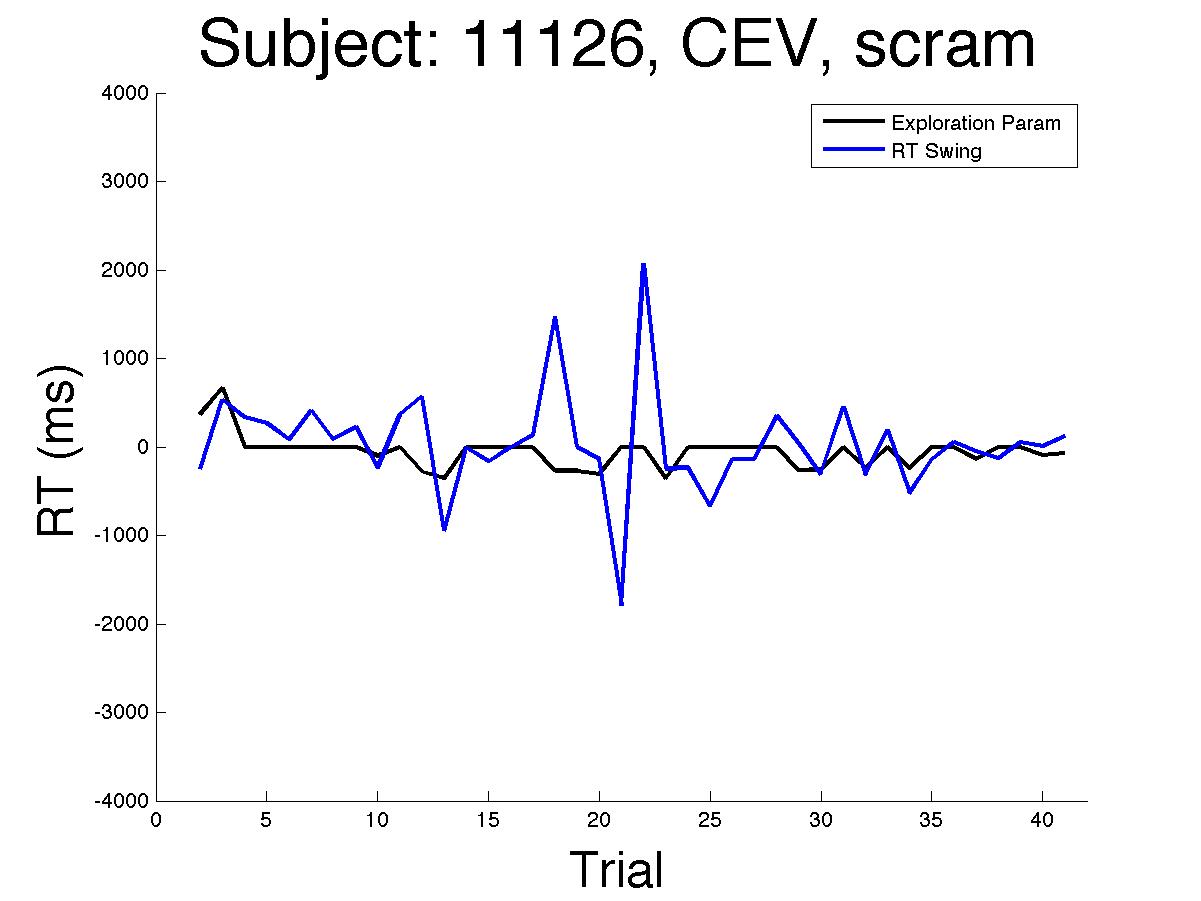 Subject: 11126, CEV, scram
4000
3000
2000
1000
0
-1000
-2000
-3000
-4000
RT (ms)
Exploration Param
RT Swing
0 5 10 15 20 25 30 35 40
Trial